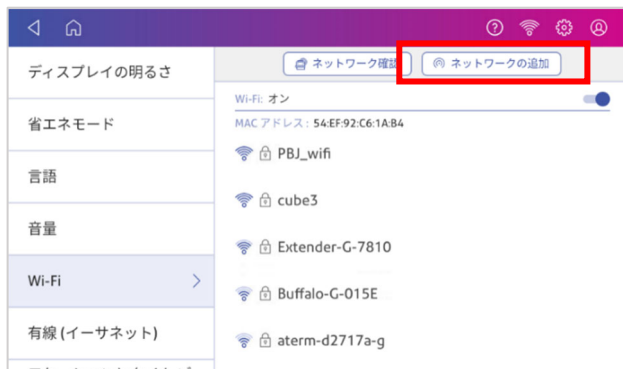 ディスプレイの明るさ
省エネモード
言語
音量
Wi-Fi
有線 (イーサネット)
ネットワーク確認
ネットワークの追加
Wi-Fi: オン
MAC アドレス : 54:EF:92:C6:1A:B4
PBJ_wifi
cube3
Extender-G-7810
Buffalo-G-015E
aterm-d2717a-g